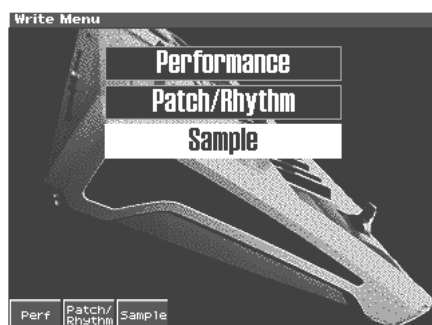 Write Menu
Performance
Patch/Rhythm
Sample
Perf
Patch/
Rhythm
Sample